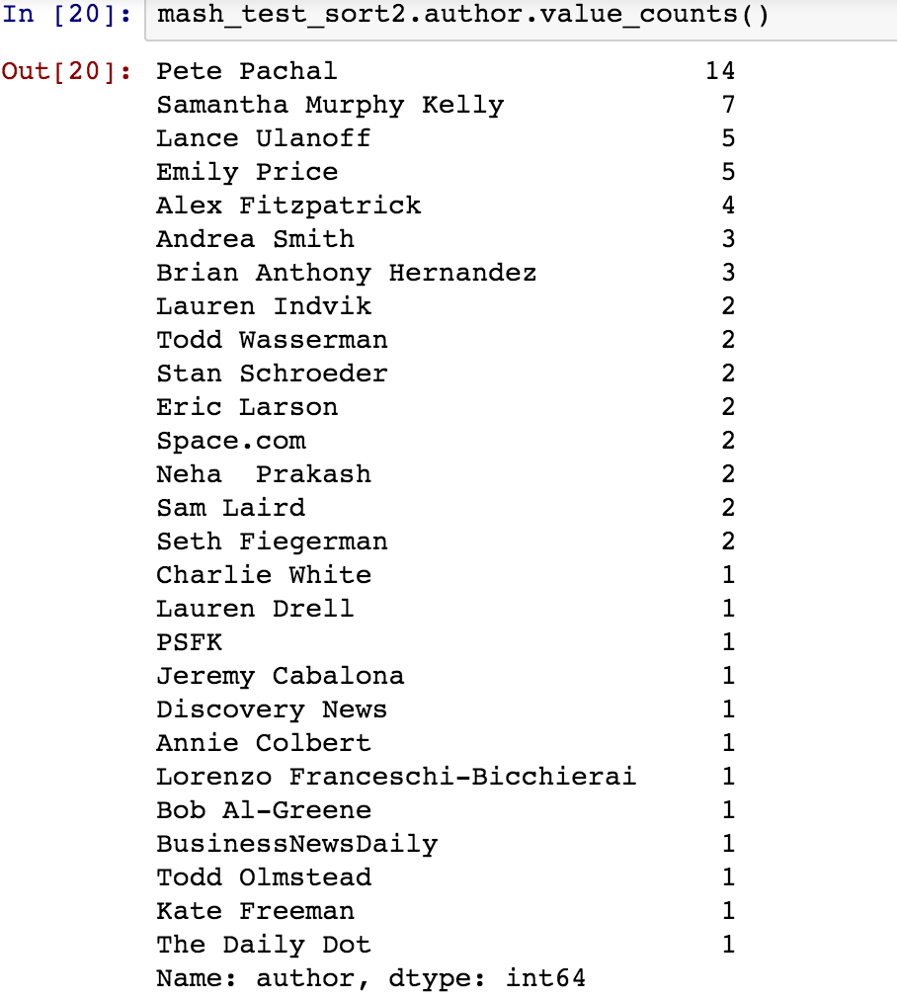 In [20]: mash_test_sort2.author.value_counts()
Out[20]: Pete Pachal 14
Samantha Murphy Kelly 7
Lance Ulanoff 5
Emily Price 5
Alex Fitzpatrick 4
Andrea Smith 3
Brian Anthony Hernandez 3
Lauren Indvik 2
Todd Wasserman 2
Stan Schroeder 2
Eric Larson 2
Space.com 2
Neha  Prakash 2
Sam Laird 2
Seth Fiegerman 2
Charlie White 1
Lauren Drell 1
PSFK 1
Jeremy Cabalona 1
Discovery News 1
Annie Colbert 1
Lorenzo Franceschi-Bicchierai 1
Bob Al-Greene 1
BusinessNewsDaily 1
Todd Olmstead 1
Kate Freeman 1
The Daily Dot 1
Name: author, dtype: int64